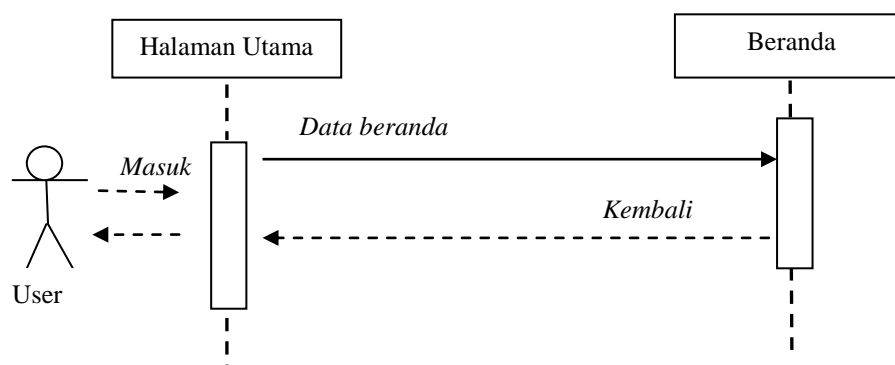 Halaman Utama
Beranda
Data beranda
Masuk
Kembali
User